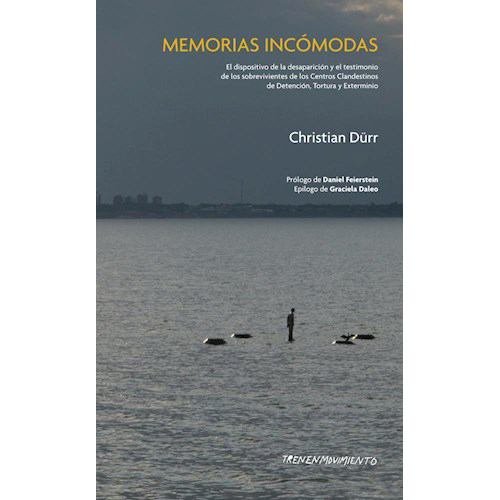 MEMORIAS INCÓMODAS
El dispositivo de la desaparición y el testimonio
de los sobrevivientes de los Centros Clandestinos
de Detención, Tortura y Exterminio
Christian Dürr
Prólogo de Daniel Feierstein
Epílogo de Graciela Daleo
TRENENMOVIMIENTO